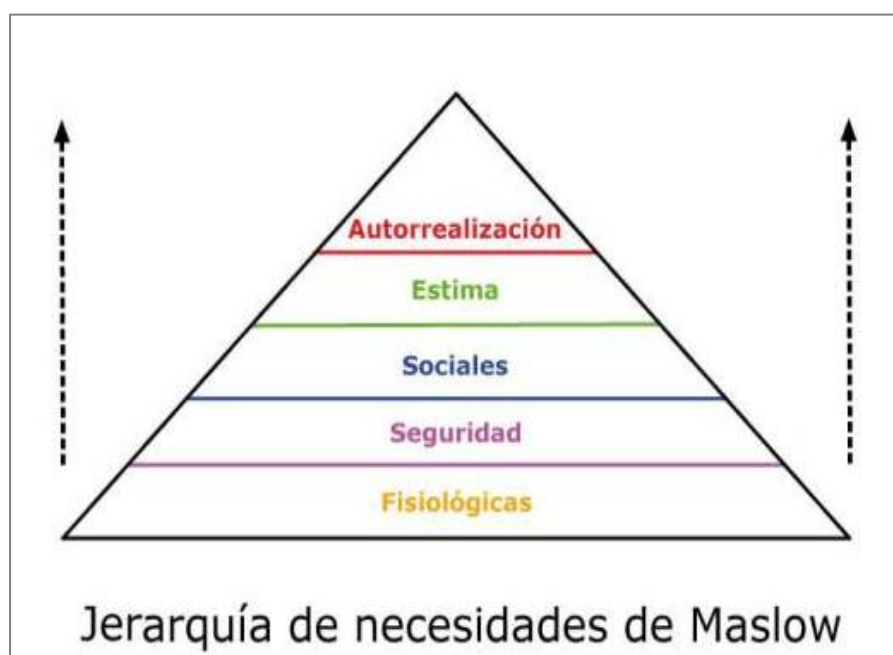 Autorrealización
Estima
Sociales
Seguridad
Fisiológicas
Jerarquía de necesidades de Maslow